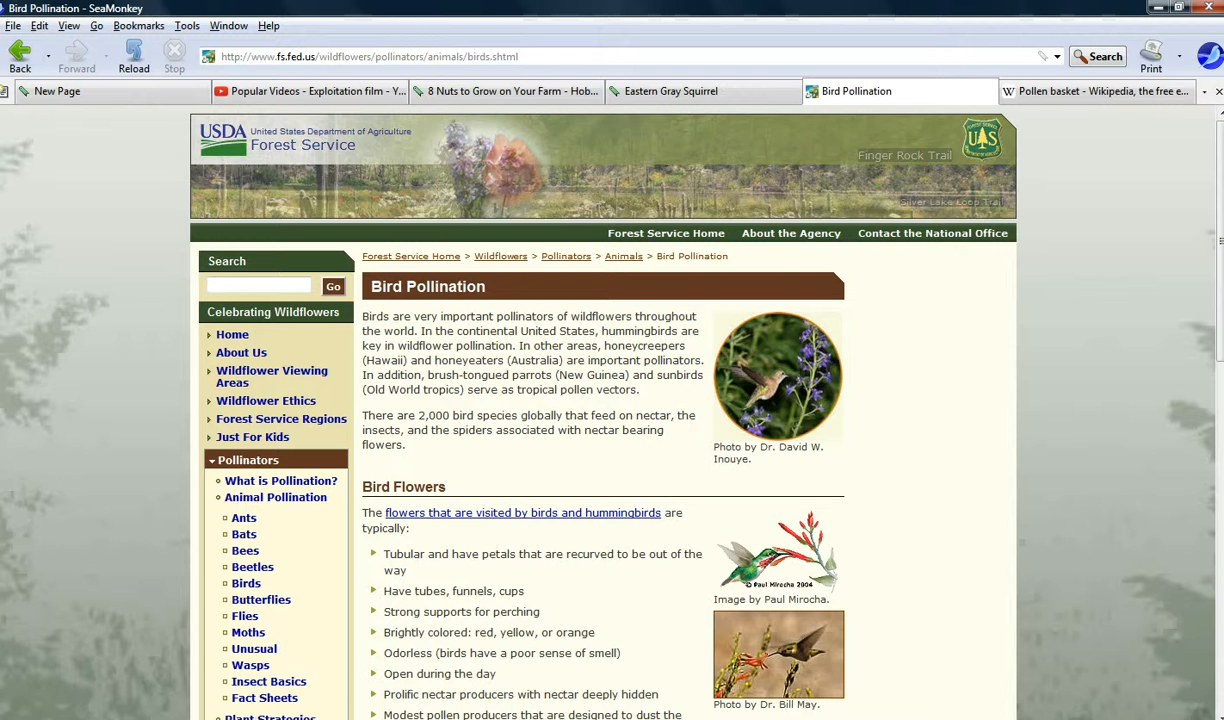 Bird Pollination - SeaMonkey
File Edit View Go Bookmarks Tools Window Help
Back Forward Reload Stop http://www.fs.fed.us/wildflowers/pollinators/animals/birds.shtml Search Print
New Page Popular Videos - Exploitation film - Y... 8 Nuts to Grow on Your Farm - Hob... Eastern Gray Squirrel Bird Pollination Pollen basket - Wikipedia, the free e...
USDA United States Department of Agriculture
Forest Service
Finger Rock Trail
UAS
Silver Lake Loop Trail
Forest Service Home About the Agency Contact the National Office
Search
Go
Celebrating Wildflowers
Home
About Us
Wildflower Viewing
Areas
Wildflower Ethics
Forest Service Regions
Just For Kids
Pollinators
What is Pollination?
Animal Pollination
Ants
Bats
Bees
Beetles
Birds
Butterflies
Flies
Moths
Unusual
Wasps
Insect Basics
Fact Sheets
Plant Strategies
Forest Service Home > Wildflowers > Pollinators > Animals > Bird Pollination
Bird Pollination
Birds are very important pollinators of wildflowers throughout
the world. In the continental United States, hummingbirds are
key in wildflower pollination. In other areas, honeycreepers
(Hawaii) and honeyeaters (Australia) are important pollinators.
In addition, brush-tongued parrots (New Guinea) and sunbirds
(Old World tropics) serve as tropical pollen vectors.
There are 2,000 bird species globally that feed on nectar, the
insects, and the spiders associated with nectar bearing
flowers.
Photo by Dr. David W.
Inouye.
Bird Flowers
The flowers that are visited by birds and hummingbirds are
typically:
Tubular and have petals that are recurved to be out of the
way
Have tubes, funnels, cups
Strong supports for perching
Brightly colored: red, yellow, or orange
Odorless (birds have a poor sense of smell)
Open during the day
Prolific nectar producers with nectar deeply hidden
Modest pollen producers that are designed to dust the
© Paul Mirocha 2004
Image by Paul Mirocha.
Photo by Dr. Bill May.